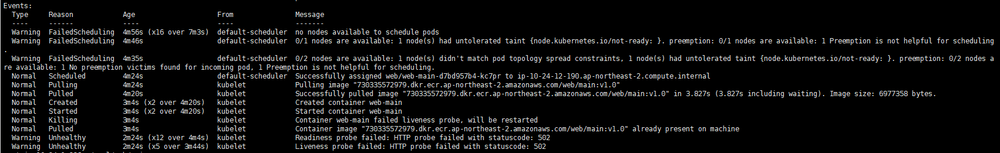 Events:
  Type     Reason            Age                   From               Message
  ----     ------            ----                  ----               -------
  Warning  FailedScheduling  4m56s (x16 over 7m3s)  default-scheduler  no nodes available to schedule pods
  Warning  FailedScheduling  4m46s                  default-scheduler  0/1 nodes are available: 1 node(s) had untolerated taint {node.kubernetes.io/not-ready: }. preemption: 0/1 nodes are available: 1 Preemption is not helpful for scheduling
.
  Warning  FailedScheduling  4m35s                  default-scheduler  0/2 nodes are available: 1 node(s) didn't match pod topology spread constraints, 1 node(s) had untolerated taint {node.kubernetes.io/not-ready: }. preemption: 0/2 nodes a
re available: 1 No preemption victims found for incoming pod, 1 Preemption is not helpful for scheduling.
  Normal   Scheduled         4m24s                  default-scheduler  Successfully assigned web/web-main-d7bd957b4-kc7pr to ip-10-24-12-190.ap-northeast-2.compute.internal
  Normal   Pulling           4m24s                  kubelet            Pulling image "730335572979.dkr.ecr.ap-northeast-2.amazonaws.com/web/main:v1.0"
  Normal   Pulled            4m20s                  kubelet            Successfully pulled image "730335572979.dkr.ecr.ap-northeast-2.amazonaws.com/web/main:v1.0" in 3.827s (3.827s including waiting). Image size: 6977358 bytes.
  Normal   Created           3m4s (x2 over 4m20s)   kubelet            Created container web-main
  Normal   Started           3m4s (x2 over 4m20s)   kubelet            Started container web-main
  Normal   Killing           3m4s                   kubelet            Container web-main failed liveness probe, will be restarted
  Normal   Pulled            3m4s                   kubelet            Container image "730335572979.dkr.ecr.ap-northeast-2.amazonaws.com/web/main:v1.0" already present on machine
  Warning  Unhealthy         2m24s (x12 over 4m4s)  kubelet            Readiness probe failed: HTTP probe failed with statuscode: 502
  Warning  Unhealthy         2m24s (x5 over 3m44s)  kubelet            Liveness probe failed: HTTP probe failed with statuscode: 502